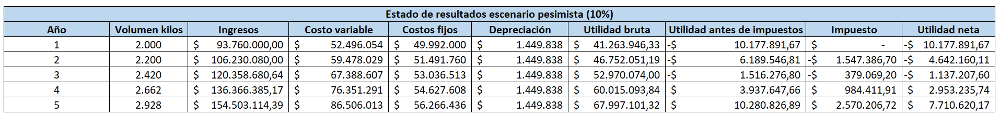 Estado de resultados escenario pesimista (10%)
Año Volumen kilos Ingresos Costo variable Costos fijos Depreciación Utilidad bruta Utilidad antes de impuestos Impuesto Utilidad neta
1 2.000 $ 93.760.000,00 $ 52.496.054 $ 49.992.000 $ 1.449.838 $ 41.263.946,33 -$ 10.177.891,67 $ - -$ 10.177.891,67
2 2.200 $ 106.230.080,00 $ 59.478.029 $ 51.491.760 $ 1.449.838 $ 46.752.051,19 -$ 6.189.546,81 -$ 1.547.386,70 -$ 4.642.160,11
3 2.420 $ 120.358.680,64 $ 67.388.607 $ 53.036.513 $ 1.449.838 $ 52.970.074,00 -$ 1.516.276,80 -$ 379.069,20 -$ 1.137.207,60
4 2.662 $ 136.366.385,17 $ 76.351.291 $ 54.627.608 $ 1.449.838 $ 60.015.093,84 $ 3.937.647,66 $ 984.411,91 $ 2.953.235,74
5 2.928 $ 154.503.114,39 $ 86.506.013 $ 56.266.436 $ 1.449.838 $ 67.997.101,32 $ 10.280.826,89 $ 2.570.206,72 $ 7.710.620,17